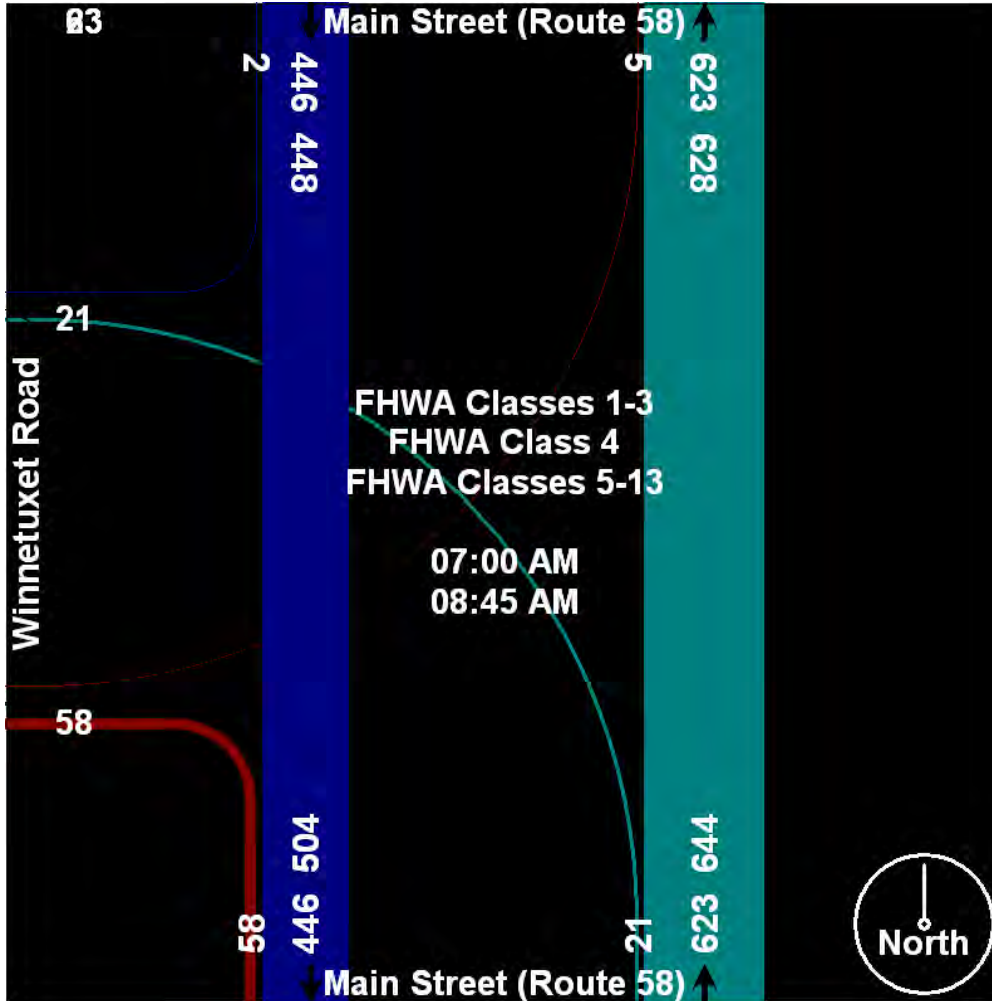 63
Main Street (Route 58)
2
446 448
5
623 628
21
Winnetuxet Road
FHWA Classes 1-3
FHWA Class 4
FHWA Classes 5-13
07:00 AM
08:45 AM
58
58
446 504
21
623 644
North
Main Street (Route 58)